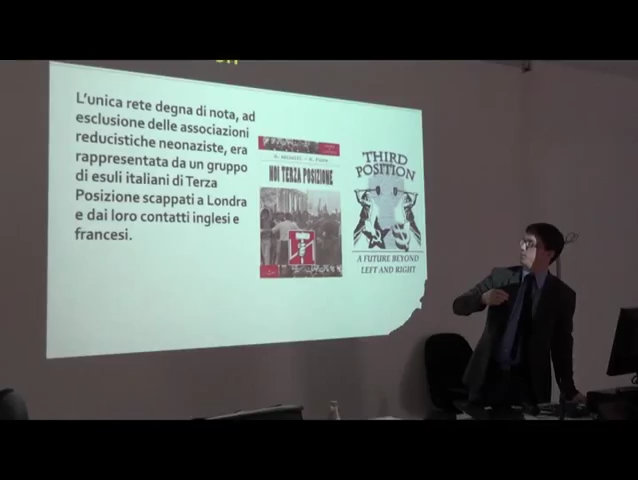 L'unica rete degna di nota, ad
esclusione delle associazioni
reducistiche neonaziste, era
rappresentata da un gruppo
di esuli italiani di Terza
Posizione scappati a Londra
e dai loro contatti inglesi e
francesi.
NOI TERZA POSIZIONE
THIRD
POSITION
A FUTURE BEYOND
LEFT AND RIGHT